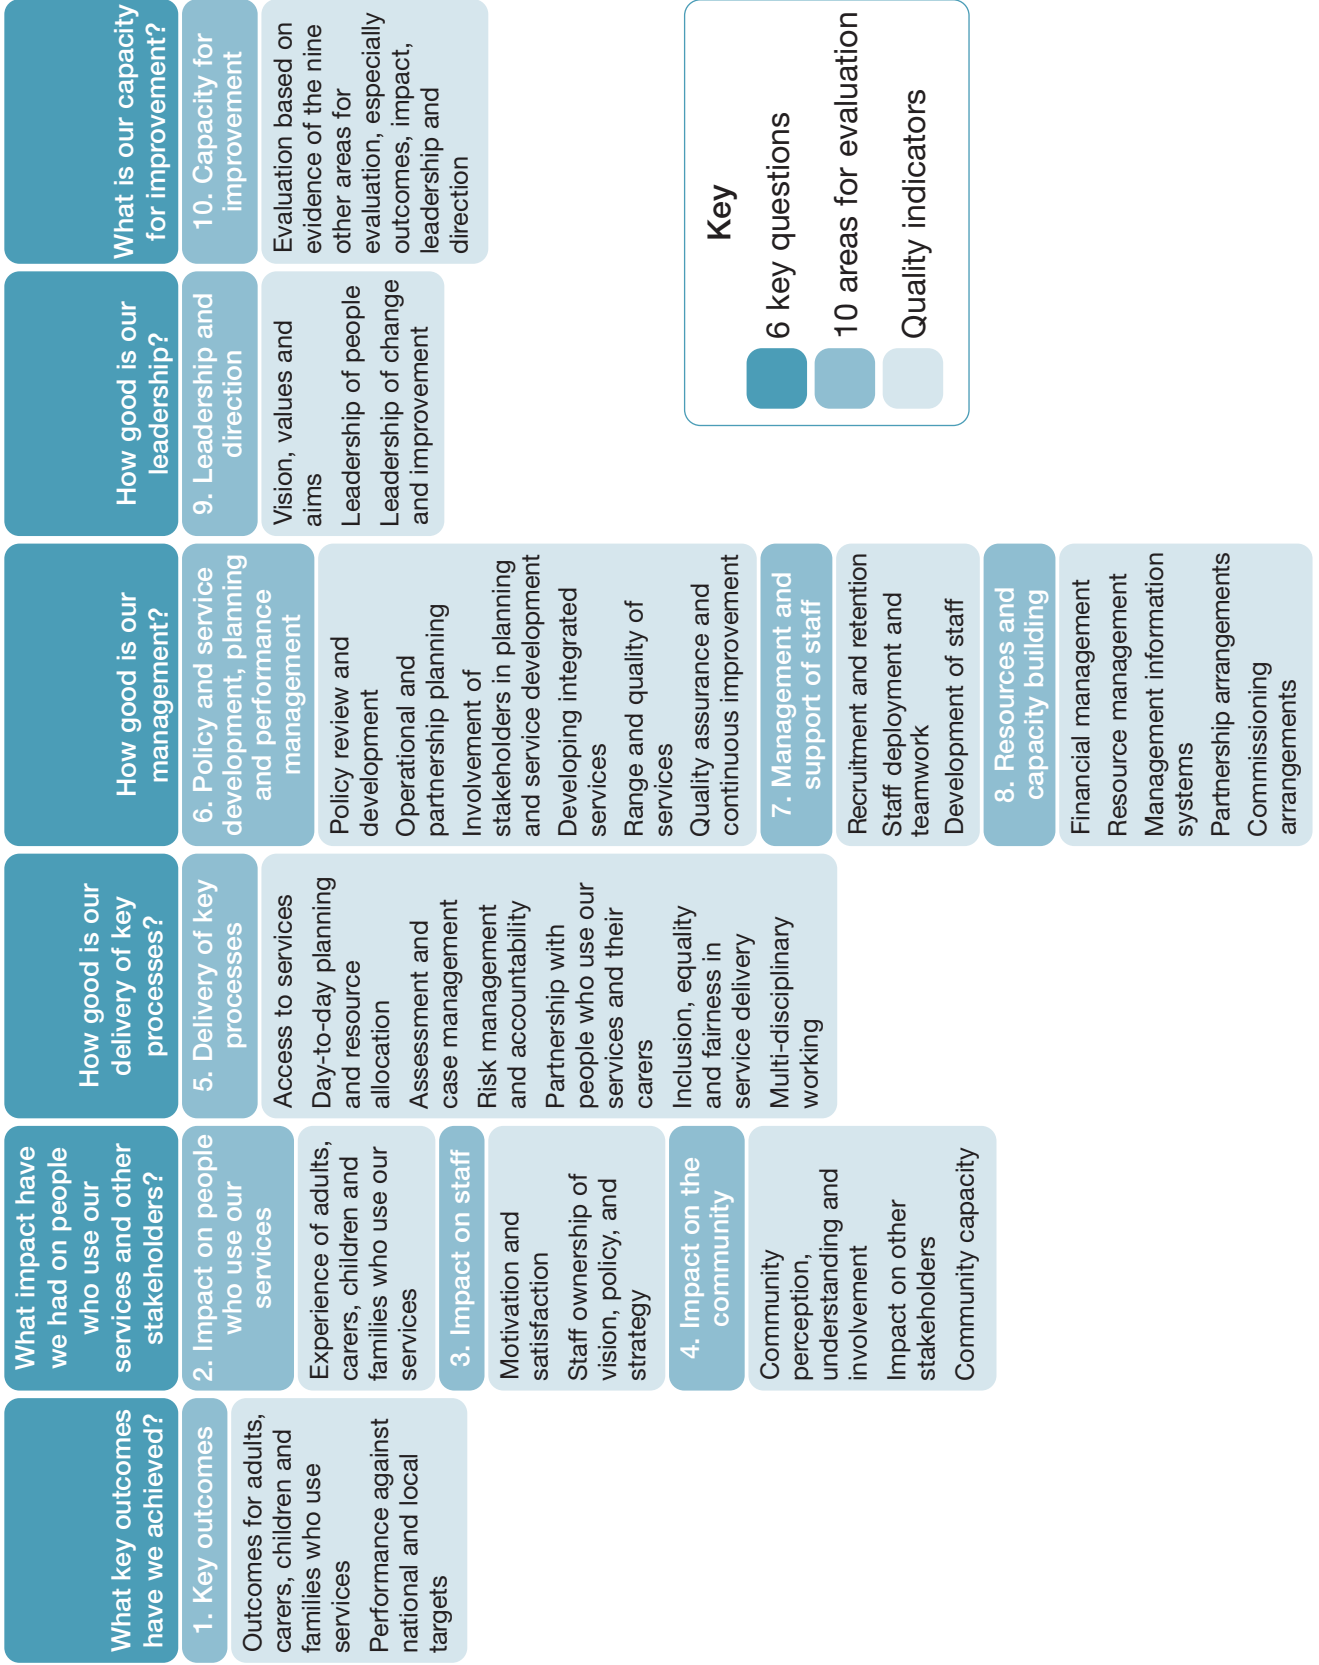 What key outcomes
have we achieved?
1. Key outcomes
Outcomes for adults,
carers, children and
families who use
services
Performance against
national and local
targets
What impact have
we had on people
who use our
services and other
stakeholders?
2. Impact on people
who use our
services
Experience of adults,
carers, children and
families who use our
services
3. Impact on staff
Motivation and
satisfaction
Staff ownership of
vision, policy, and
strategy
4. Impact on the
community
Community
perception,
understanding and
involvement
Impact on other
stakeholders
Community capacity
How good is our
delivery of key
processes?
5. Delivery of key
processes
Access to services
Day-to-day planning
and resource
allocation
Assessment and
case management
Risk management
and accountability
Partnership with
people who use our
services and their
carers
Inclusion, equality
and fairness in
service delivery
Multi-disciplinary
working
How good is our
management?
6. Policy and service
development, planning
and performance
management
Policy review and
development
Operational and
partnership planning
Involvement of
stakeholders in planning
and service development
Developing integrated
services
Range and quality of
services
Quality assurance and
continuous improvement
7. Management and
support of staff
Recruitment and retention
Staff deployment and
teamwork
Development of staff
8. Resources and
capacity building
Financial management
Resource management
Management information
systems
Partnership arrangements
Commissioning
arrangements
How good is our
leadership?
9. Leadership and
direction
Vision, values and
aims
Leadership of people
Leadership of change
and improvement
What is our capacity
for improvement?
10. Capacity for
improvement
Evaluation based on
evidence of the nine
other areas for
evaluation, especially
outcomes, impact,
leadership and
direction
Key
6 key questions
10 areas for evaluation
Quality indicators